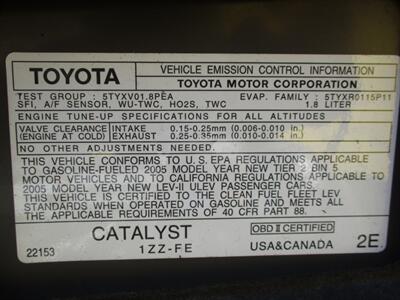 TOYOTA
VEHICLE EMISSION CONTROL INFORMATION
TOYOTA MOTOR CORPORATION
TEST GROUP : 5TYXV01.8PEA EVAP. FAMILY : 5TYXR0115P11
SFI, A/F SENSOR, WU-TWC, HO2S, TWC 1.8 LITER
ENGINE TUNE-UP SPECIFICATIONS FOR ALL ALTITUDES
VALVE CLEARANCE INTAKE 0.15-0.25mm (0.006-0.010 in.)
(ENGINE AT COLD) EXHAUST 0.25-0.35mm (0.010-0.014 in.)
NO OTHER ADJUSTMENTS NEEDED.
THIS VEHICLE CONFORMS TO U.S EPA REGULATIONS APPLICABLE
TO GASOLINE-FUELED 2005 MODEL YEAR NEW TIER 2 BIN 5
MOTOR VEHICLES AND TO CALIFORNIA REGULATIONS APPLICABLE TO
2005 MODEL YEAR NEW LEV-II ULEV PASSENGER CARS.
THIS VEHICLE IS CERTIFIED TO THE CLEAN FUEL FLEET LEV
STANDARDS WHEN OPERATED ON GASOLINE AND MEETS ALL
THE APPLICABLE REQUIREMENTS OF 40 CFR PART 88.
CATALYST OBD II CERTIFIED
22153 1ZZ-FE USA&CANADA 2E